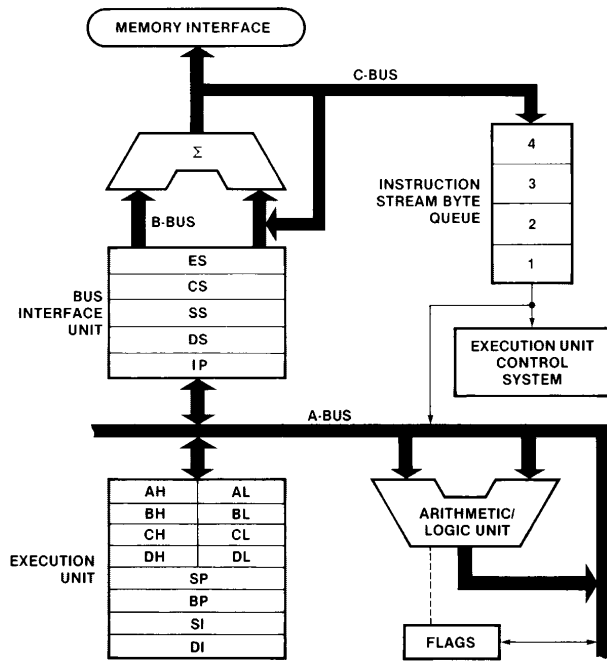 MEMORY INTERFACE
C-BUS
Σ
B-BUS
4
3
2
1
INSTRUCTION
STREAM BYTE
QUEUE
ES
CS
SS
DS
IP
BUS
INTERFACE
UNIT
EXECUTION UNIT
CONTROL
SYSTEM
A-BUS
AH AL
BH BL
CH CL
DH DL
SP
BP
SI
DI
EXECUTION
UNIT
ARITHMETIC/
LOGIC UNIT
FLAGS